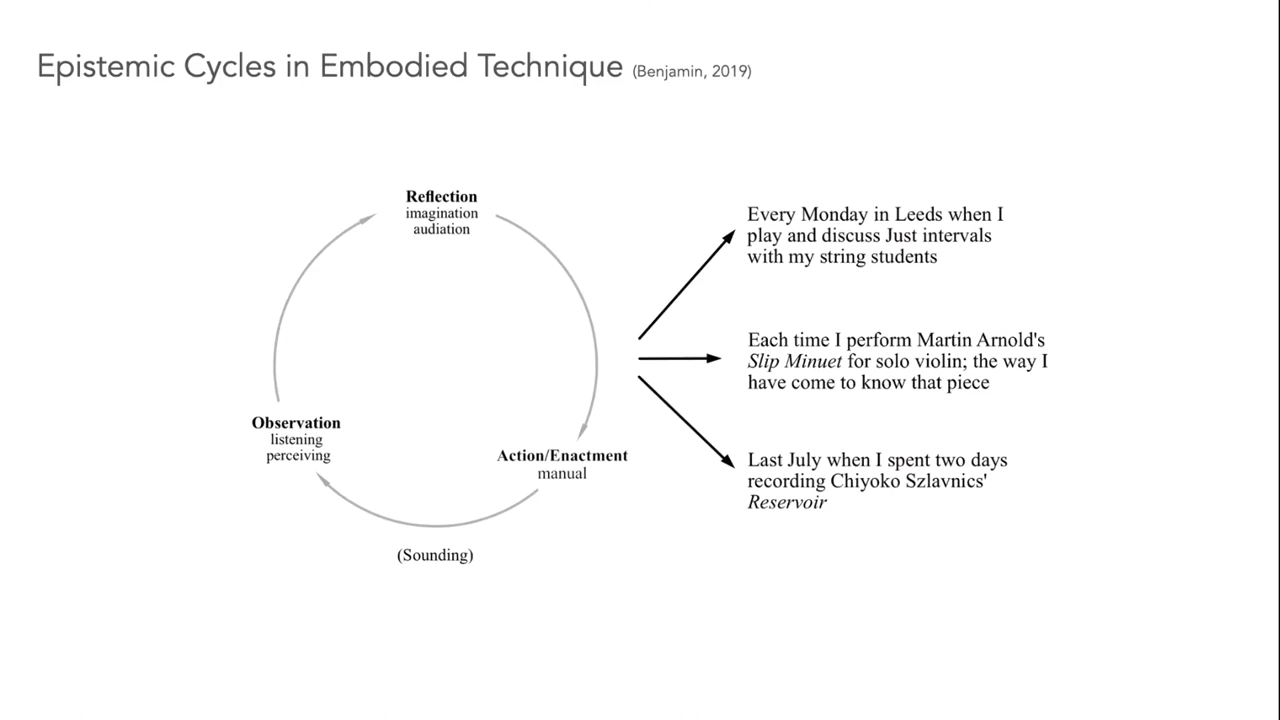 Epistemic Cycles in Embodied Technique (Benjamin, 2019)
Reflection
imagination
audiation
Observation
listening
perceiving
Action/Enactment
manual
(Sounding)
Every Monday in Leeds when I
play and discuss Just intervals
with my string students
Each time I perform Martin Arnold's
Slip Minuet for solo violin; the way I
have come to know that piece
Last July when I spent two days
recording Chiyoko Szlavnics'
Reservoir